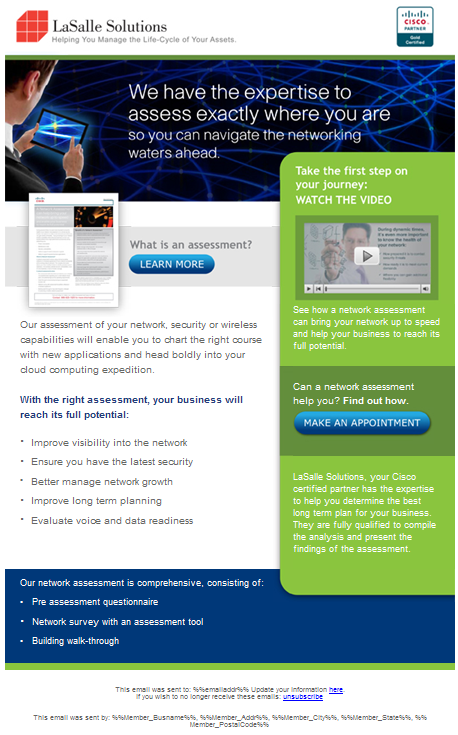 LaSalle Solutions
Helping You Manage the Life-Cycle of Your Assets.
CISCO
PARTNER
Gold
Certified
We have the expertise to
assess exactly where you are
so you can navigate the networking
waters ahead.
Take the first step on
your journey:
WATCH THE VIDEO
What is an assessment?
LEARN MORE
During dynamic times,
it's even more important
to know the health of
your network:
See how a network assessment
can bring your network up to speed
and help your business to reach its
full potential.
Our assessment of your network, security or wireless
capabilities will enable you to chart the right course
with new applications and head boldly into your
cloud computing expedition.
With the right assessment, your business will
reach its full potential:
• Improve visibility into the network
• Ensure you have the latest security
• Better manage network growth
• Improve long term planning
• Evaluate voice and data readiness
Can a network assessment
help you? Find out how.
MAKE AN APPOINTMENT
LaSalle Solutions, your Cisco
certified partner has the expertise
to help you determine the best
long term plan for your business.
They are fully qualified to compile
the analysis and present the
findings of the assessment.
Our network assessment is comprehensive, consisting of:
• Pre assessment questionnaire
• Network survey with an assessment tool
• Building walk-through
This email was sent to: %%emailaddr%% Update your information here.
If you wish to no longer receive these emails: unsubscribe
This email was sent by: %%Member_Busname%%, %%Member_Addr%%, %%Member_City%%, %%Member_State%%, %%
Member_PostalCode%%